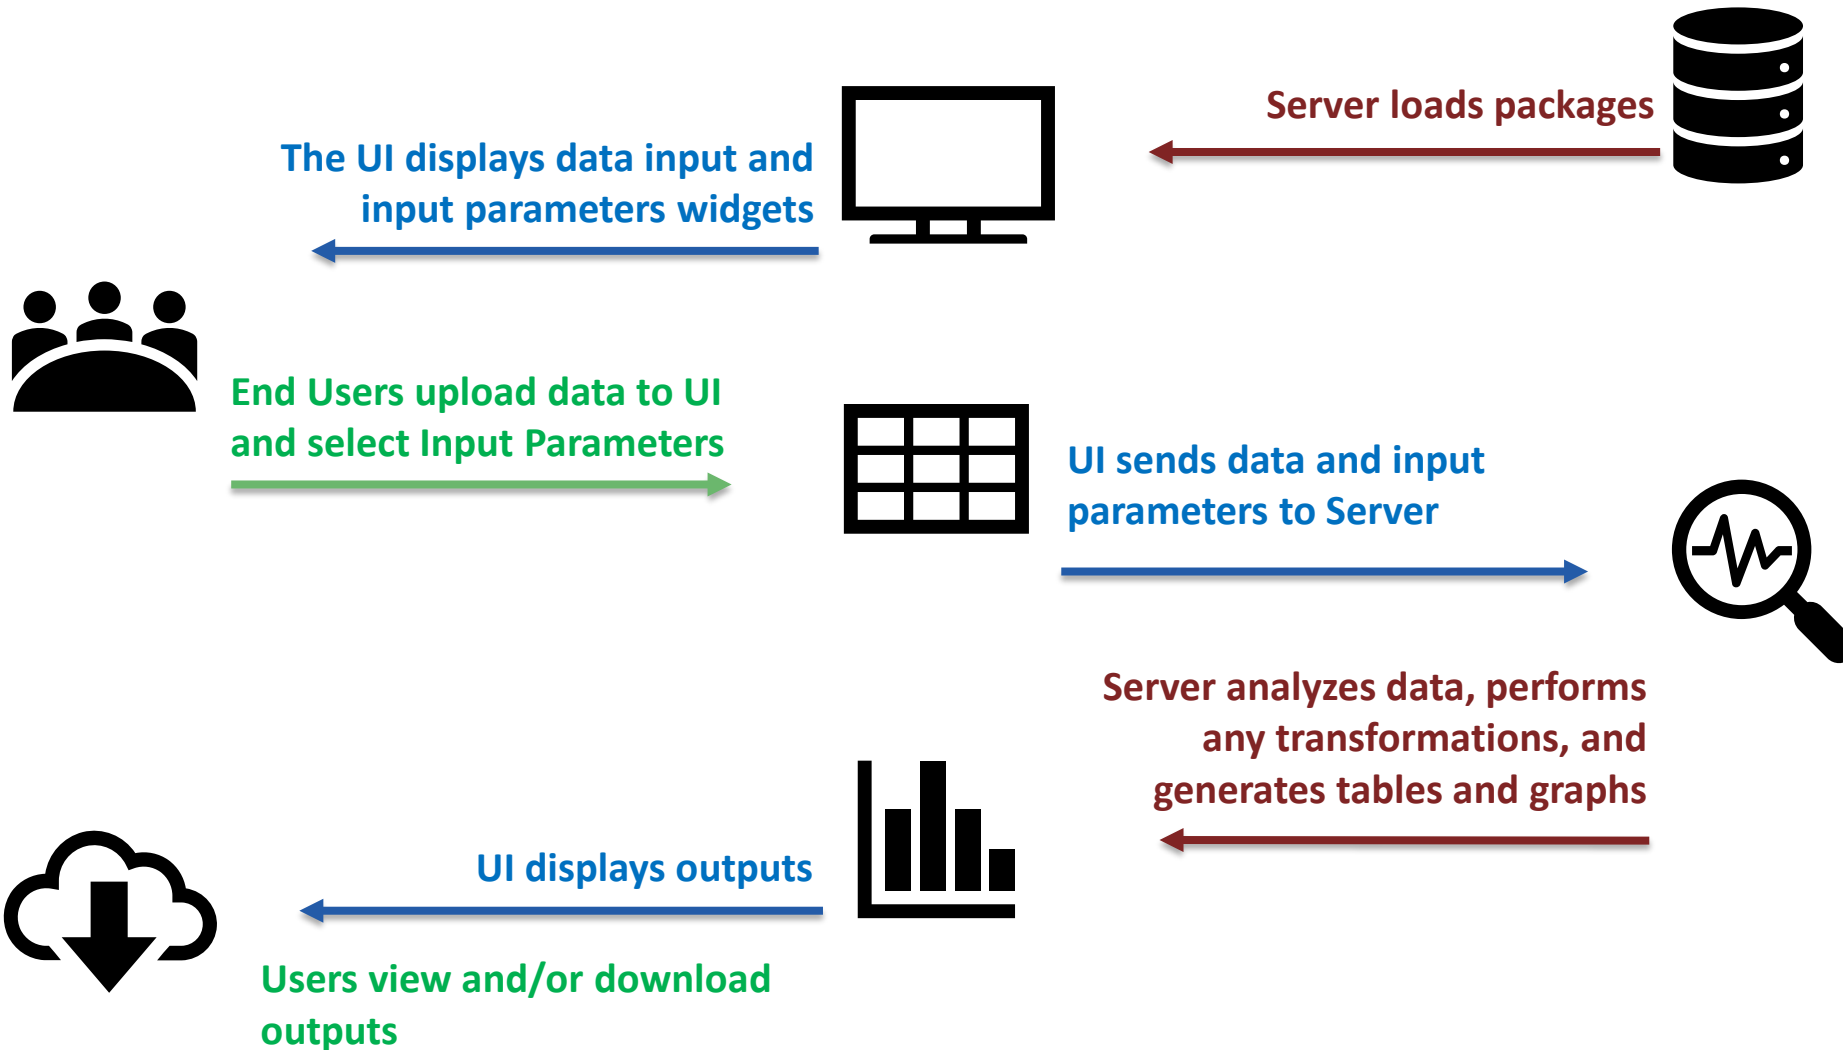 Server loads packages
The UI displays data input and
input parameters widgets
End Users upload data to UI
and select Input Parameters
UI sends data and input
parameters to Server
Server analyzes data, performs
any transformations, and
generates tables and graphs
UI displays outputs
Users view and/or download
outputs